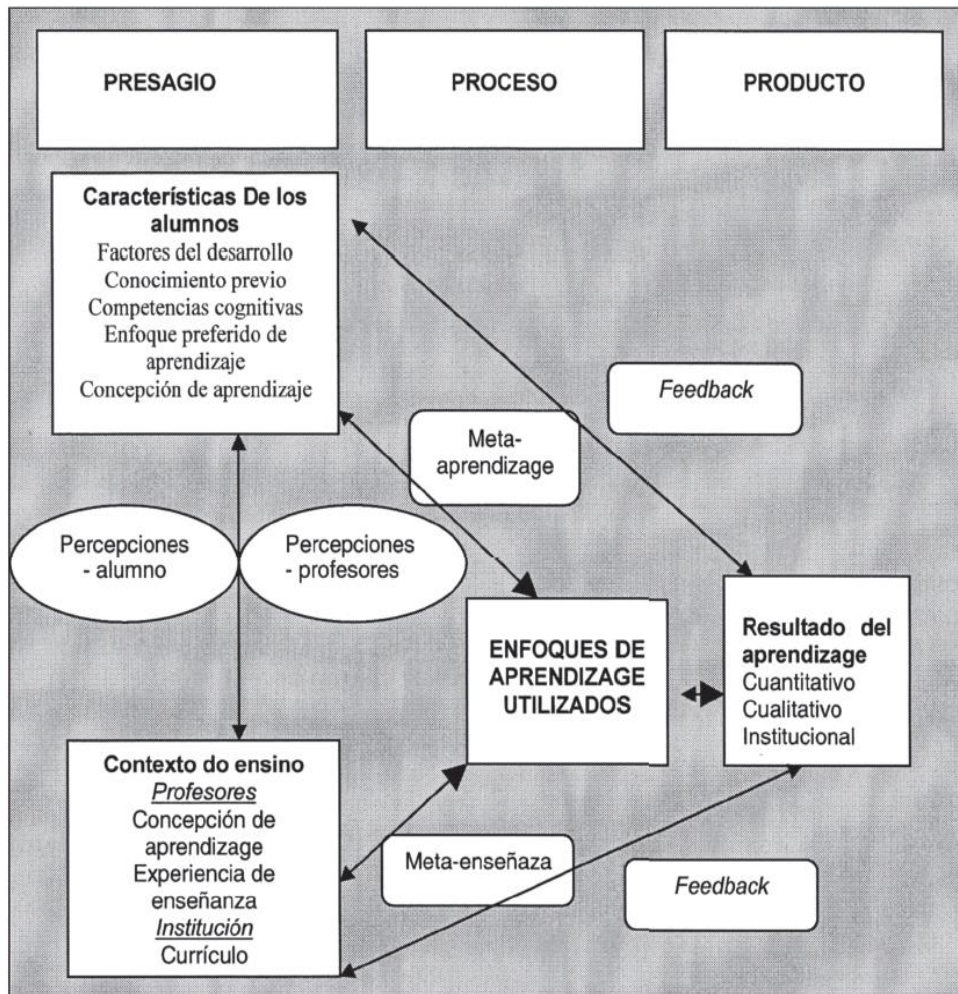 PRESAGIO
PROCESO
PRODUCTO
Características De los
alumnos
Factores del desarrollo
Conocimiento previo
Competencias cognitivas
Enfoque preferido de
aprendizaje
Concepción de aprendizaje
Feedback
Meta-
aprendizage
Percepciones
- alumno
Percepciones
- profesores
ENFOQUES DE
APRENDIZAGE
UTILIZADOS
Resultado del
aprendizage
Cuantitativo
Cualitativo
Institucional
Contexto do ensino
Profesores
Concepción de
aprendizage
Experiencia de
enseñanza
Institución
Currículo
Meta-enseñaza
Feedback